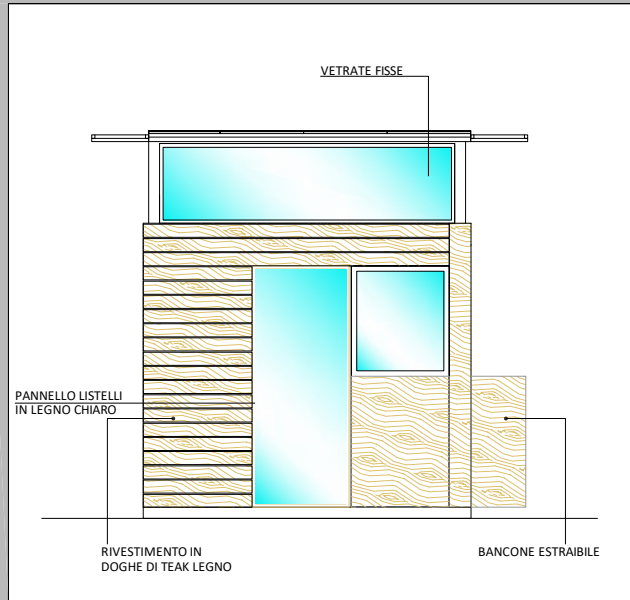 VETRATE FISSE
PANNELLO LISTELLI
IN LEGNO CHIARO
RIVESTIMENTO IN
DOGHE DI TEAK LEGNO
BANCONE ESTRAIBILE